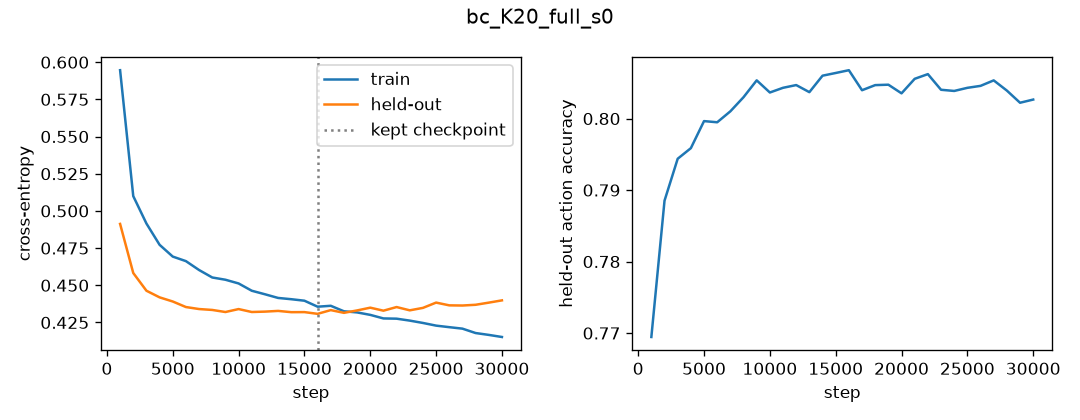 bc_K20_full_s0
0.600
0.575
0.550
0.525
0.500
0.475
0.450
0.425
cross-entropy
train
held-out
kept checkpoint
0 5000 10000 15000 20000 25000 30000
step
0.80
0.79
0.78
0.77
held-out action accuracy
0 5000 10000 15000 20000 25000 30000
step